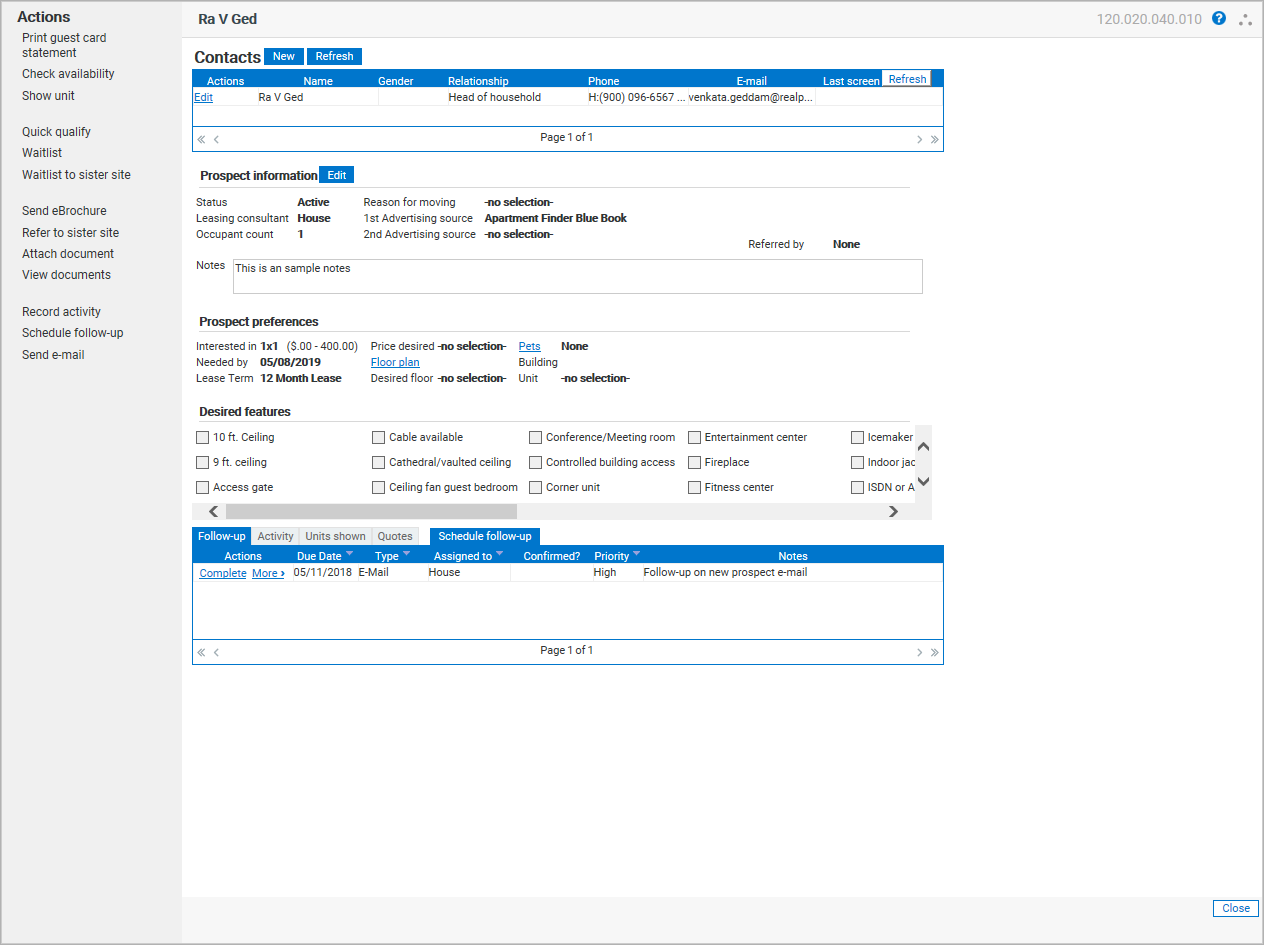 Actions
Print guest card
statement
Check availability
Show unit
Quick qualify
Waitlist
Waitlist to sister site
Send eBrochure
Refer to sister site
Attach document
View documents
Record activity
Schedule follow-up
Send e-mail
Ra V Ged 120.020.040.010 ?
Contacts New Refresh
Actions Name Gender Relationship Phone E-mail Last screen Refresh
Edit Ra V Ged Head of household H:(900) 096-6567 ... venkata.geddam@realp...
« ‹ Page 1 of 1 › »
Prospect information Edit
Status Active Reason for moving -no selection-
Leasing consultant House 1st Advertising source Apartment Finder Blue Book
Occupant count 1 2nd Advertising source -no selection-
Referred by None
Notes This is an sample notes
Prospect preferences
Interested in 1x1 ($.00 - 400.00) Price desired -no selection- Pets None
Needed by 05/08/2019 Floor plan Building
Lease Term 12 Month Lease Desired floor -no selection- Unit -no selection-
Desired features
10 ft. Ceiling Cable available Conference/Meeting room Entertainment center Icemaker
9 ft. ceiling Cathedral/vaulted ceiling Controlled building access Fireplace Indoor jac
Access gate Ceiling fan guest bedroom Corner unit Fitness center ISDN or A
Follow-up Activity Units shown Quotes Schedule follow-up
Actions Due Date Type Assigned to Confirmed? Priority Notes
Complete More › 05/11/2018 E-Mail House High Follow-up on new prospect e-mail
« ‹ Page 1 of 1 › »
Close